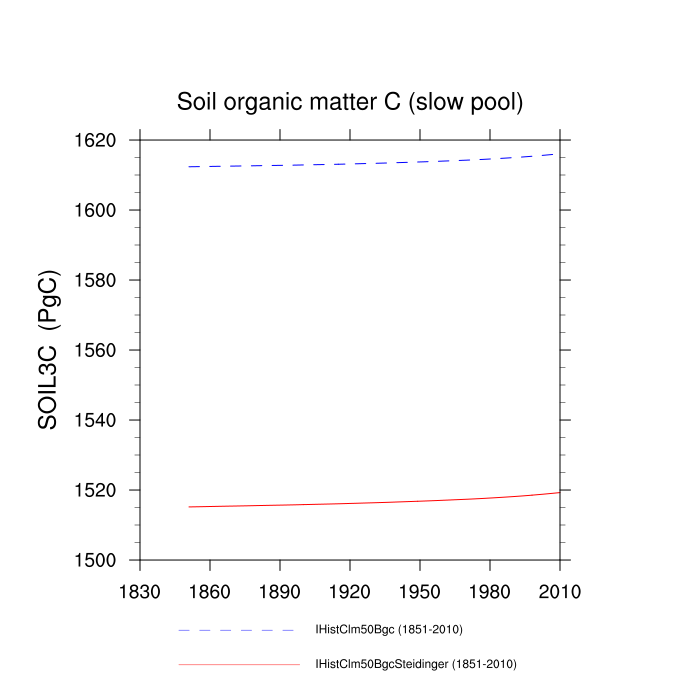 Soil organic matter C (slow pool)
1620
1600
1580
1560
1540
1520
1500
SOIL3C (PgC)
1830 1860 1890 1920 1950 1980 2010
IHistClm50Bgc (1851-2010)
IHistClm50BgcSteidinger (1851-2010)